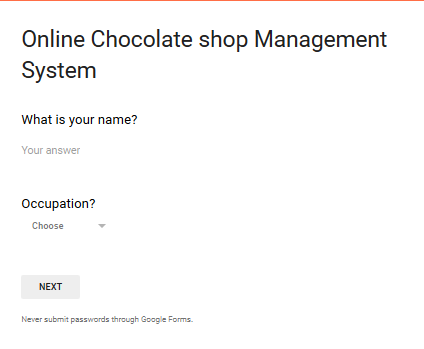 Online Chocolate shop Management
System
What is your name?
Your answer
Occupation?
Choose
NEXT
Never submit passwords through Google Forms.